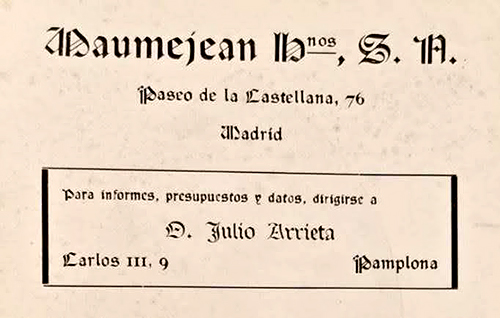 Maumejean Hnos, S. A.
Paseo de la Castellana, 76
Madrid
Para informes, presupuestos y datos, dirigirse a
D. Julio Arrieta
Carlos III, 9 Pamplona